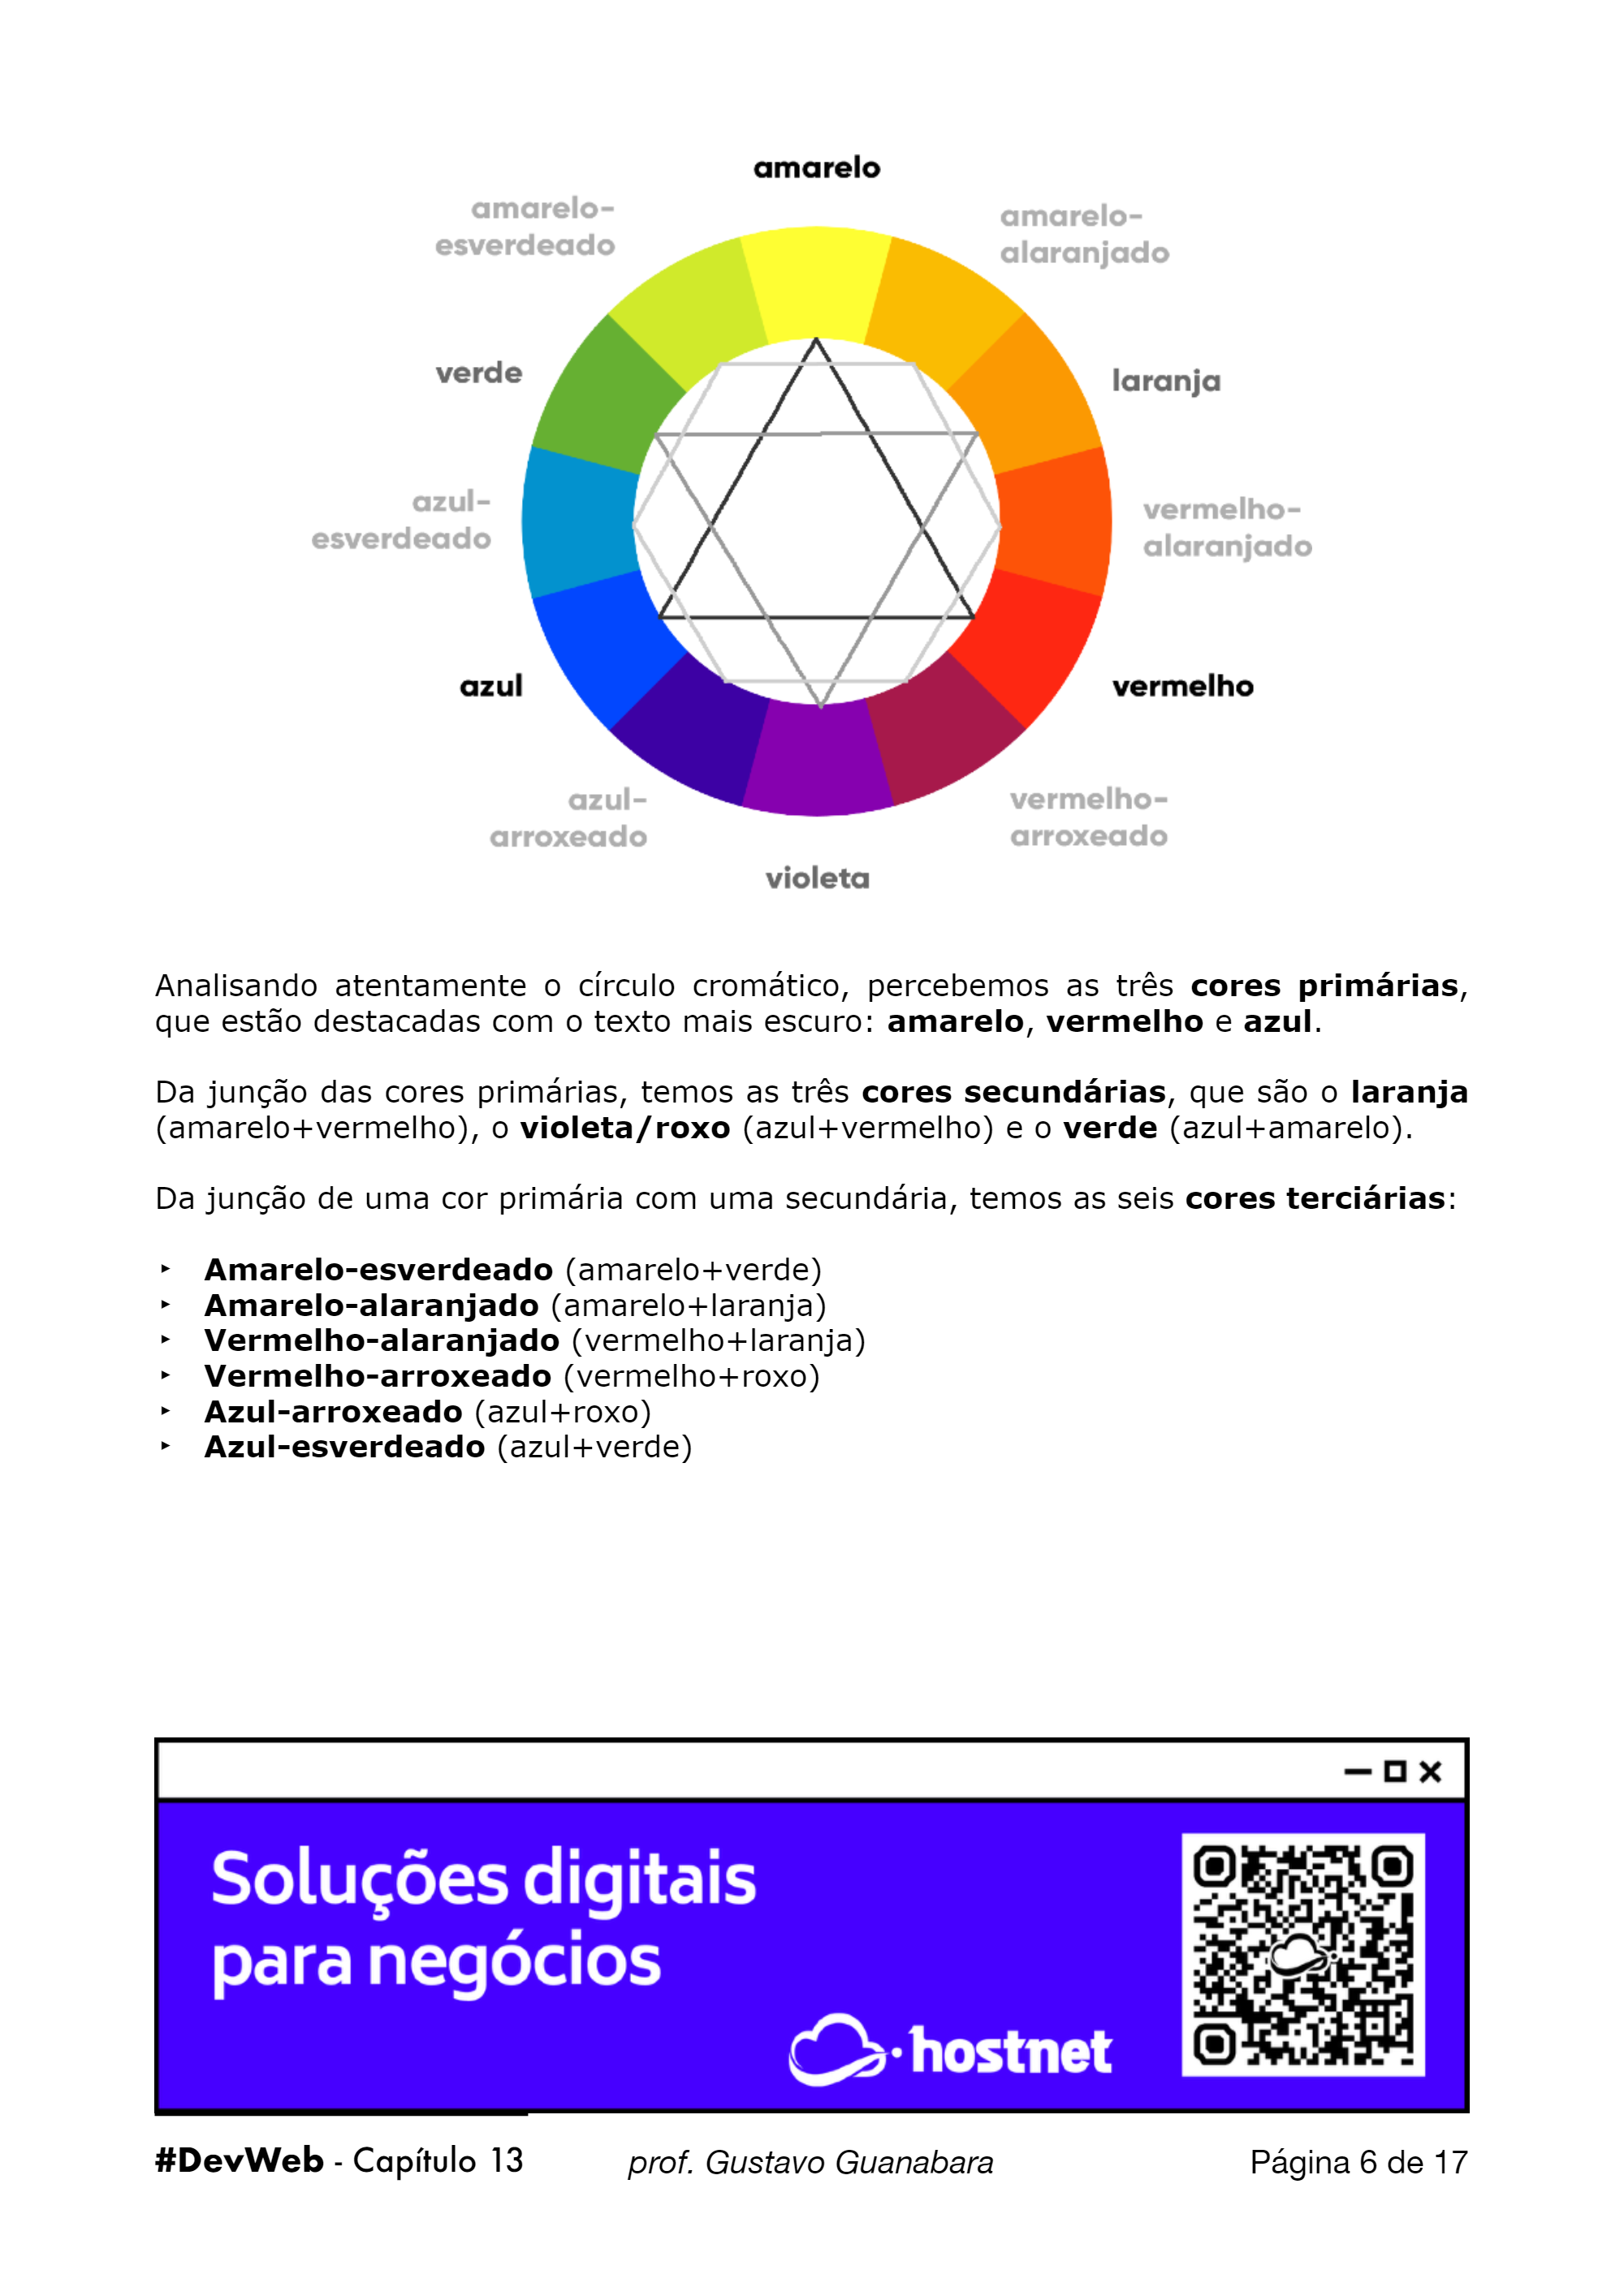 amarelo
amarelo-
esverdeado
amarelo-
alaranjado
verde
laranja
azul-
esverdeado
vermelho-
alaranjado
azul
vermelho
azul-
arroxeado
vermelho-
arroxeado
violeta
Analisando atentamente o círculo cromático, percebemos as três cores primárias,
que estão destacadas com o texto mais escuro: amarelo, vermelho e azul.
Da junção das cores primárias, temos as três cores secundárias, que são o laranja
(amarelo+vermelho), o violeta/roxo (azul+vermelho) e o verde (azul+amarelo).
Da junção de uma cor primária com uma secundária, temos as seis cores terciárias:
‣ Amarelo-esverdeado (amarelo+verde)
‣ Amarelo-alaranjado (amarelo+laranja)
‣ Vermelho-alaranjado (vermelho+laranja)
‣ Vermelho-arroxeado (vermelho+roxo)
‣ Azul-arroxeado (azul+roxo)
‣ Azul-esverdeado (azul+verde)
Soluções digitais
para negócios
hostnet
#DevWeb - Capítulo 13 prof. Gustavo Guanabara Página 6 de 17